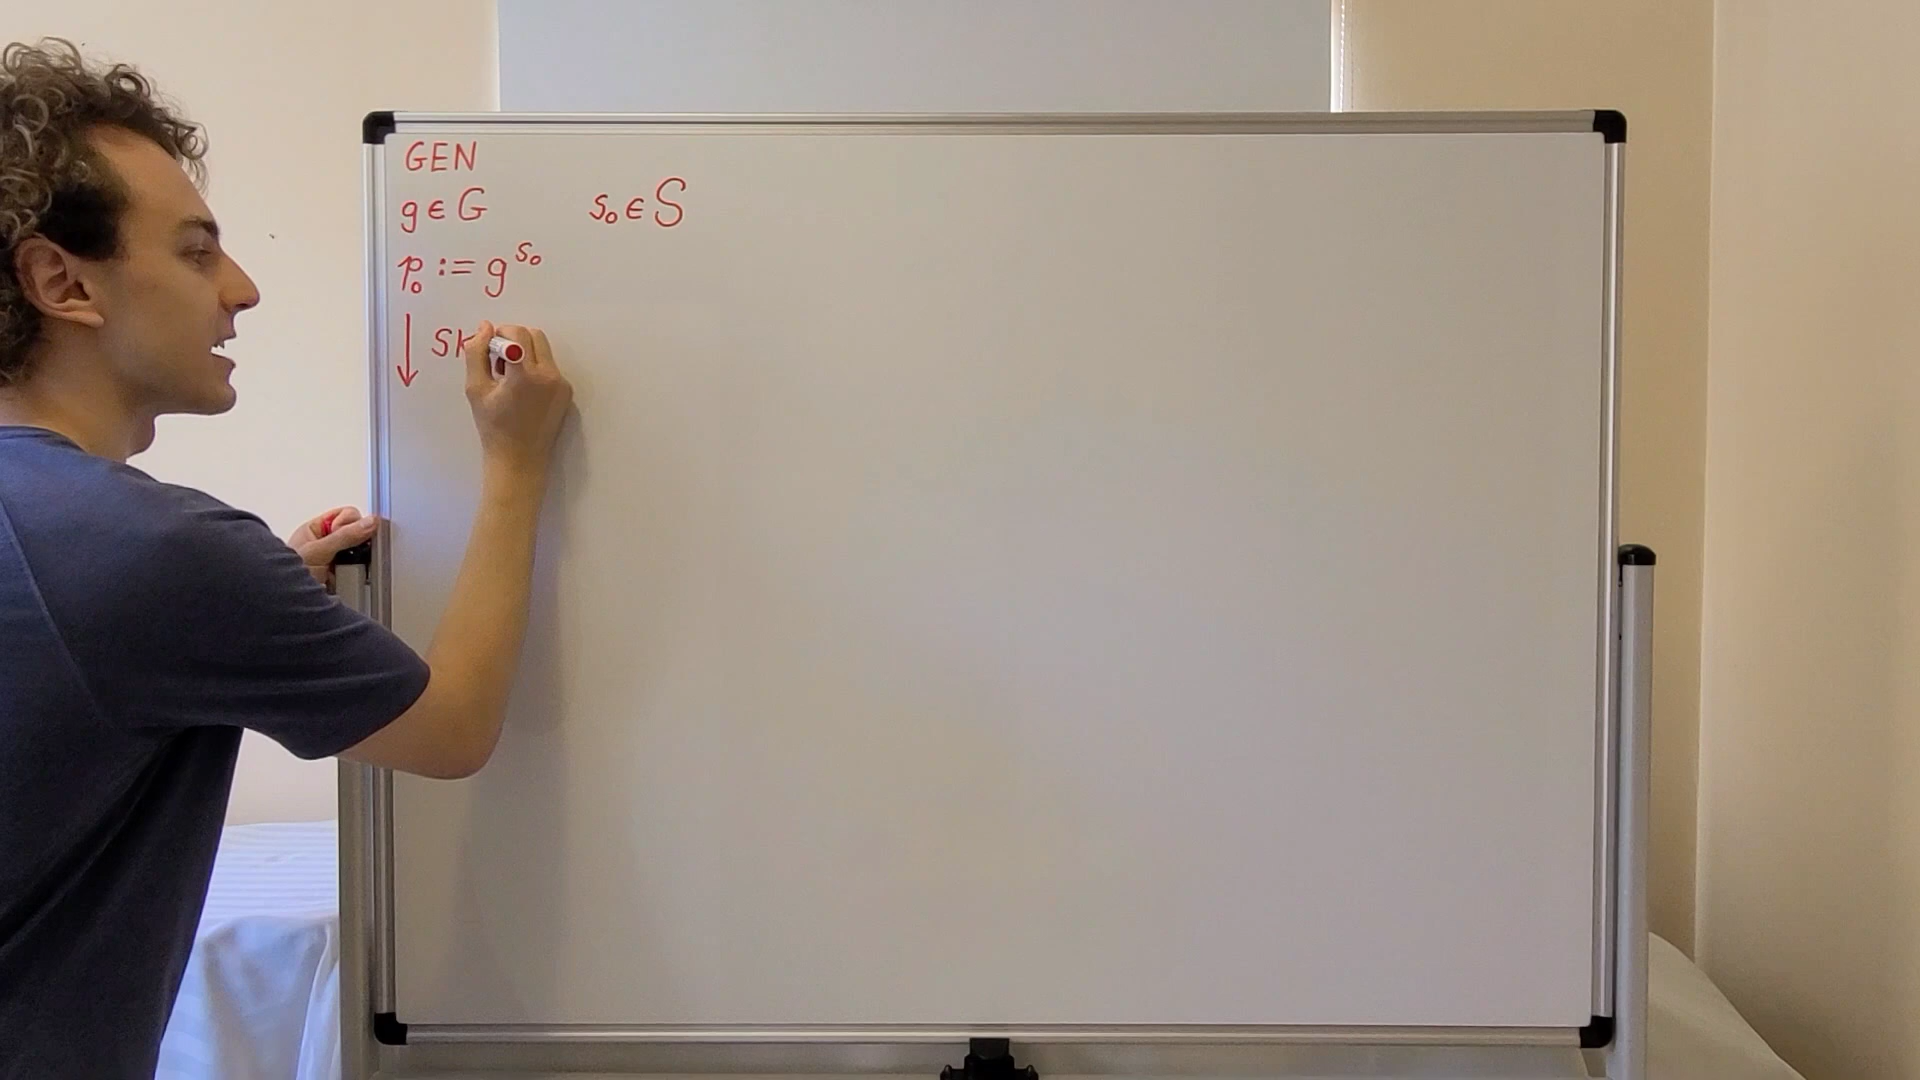 GEN
g ∈ G s₀ ∈ S
p₀ := g^s₀
↓ SK